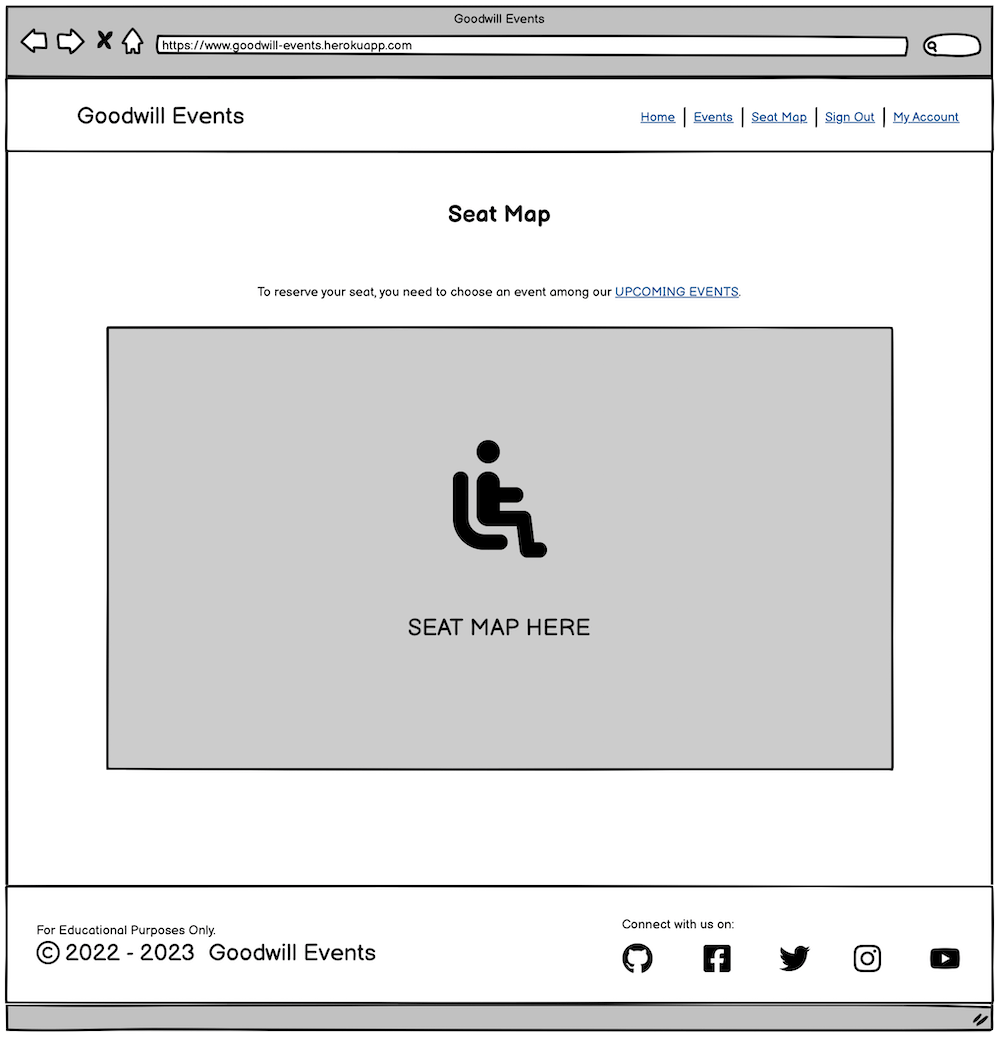 Goodwill Events
https://www.goodwill-events.herokuapp.com
Goodwill Events
Home Events Seat Map Sign Out My Account
Seat Map
To reserve your seat, you need to choose an event among our UPCOMING EVENTS.
SEAT MAP HERE
For Educational Purposes Only.
© 2022 - 2023 Goodwill Events
Connect with us on: